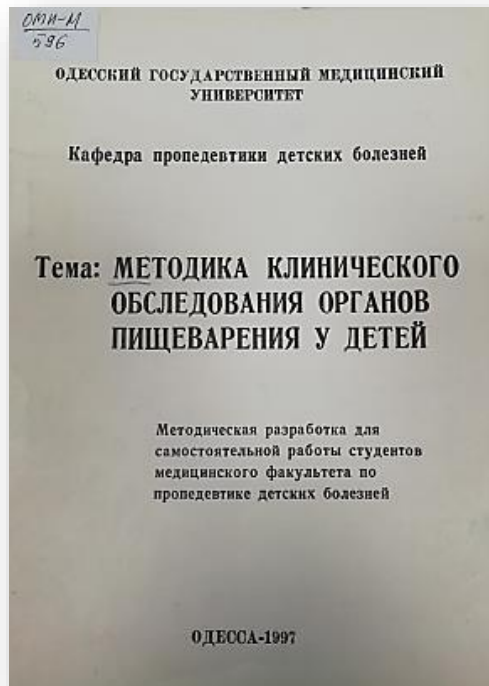 ОМИ-М
596
ОДЕССКИЙ ГОСУДАРСТВЕННЫЙ МЕДИЦИНСКИЙ
УНИВЕРСИТЕТ
Кафедра пропедевтики детских болезней
Тема: МЕТОДИКА КЛИНИЧЕСКОГО
ОБСЛЕДОВАНИЯ ОРГАНОВ
ПИЩЕВАРЕНИЯ У ДЕТЕЙ
Методическая разработка для
самостоятельной работы студентов
медицинского факультета по
пропедевтике детских болезней
ОДЕССА-1997